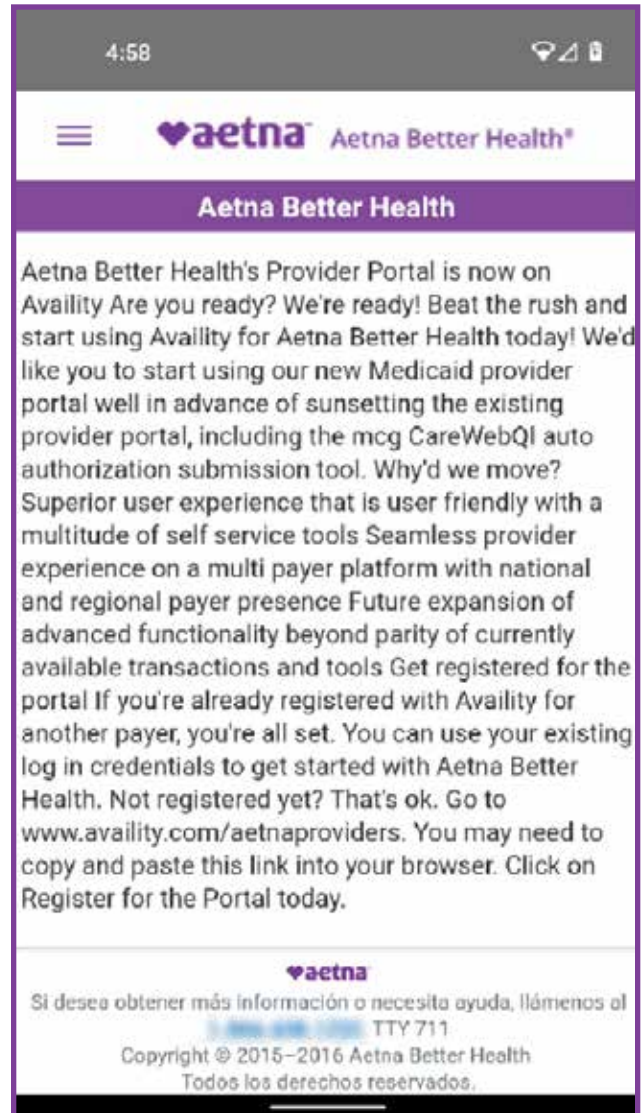 4:58
aetna™ Aetna Better Health®
Aetna Better Health
Aetna Better Health's Provider Portal is now on
Availity Are you ready? We're ready! Beat the rush and
start using Availity for Aetna Better Health today! We'd
like you to start using our new Medicaid provider
portal well in advance of sunsetting the existing
provider portal, including the mcg CareWebQI auto
authorization submission tool. Why'd we move?
Superior user experience that is user friendly with a
multitude of self service tools Seamless provider
experience on a multi payer platform with national
and regional payer presence Future expansion of
advanced functionality beyond parity of currently
available transactions and tools Get registered for the
portal If you're already registered with Availity for
another payer, you're all set. You can use your existing
log in credentials to get started with Aetna Better
Health. Not registered yet? That's ok. Go to
www.availity.com/aetnaproviders. You may need to
copy and paste this link into your browser. Click on
Register for the Portal today.
aetna
Si desea obtener más información o necesita ayuda, llámenos al
TTY 711
Copyright © 2015–2016 Aetna Better Health
Todos los derechos reservados.